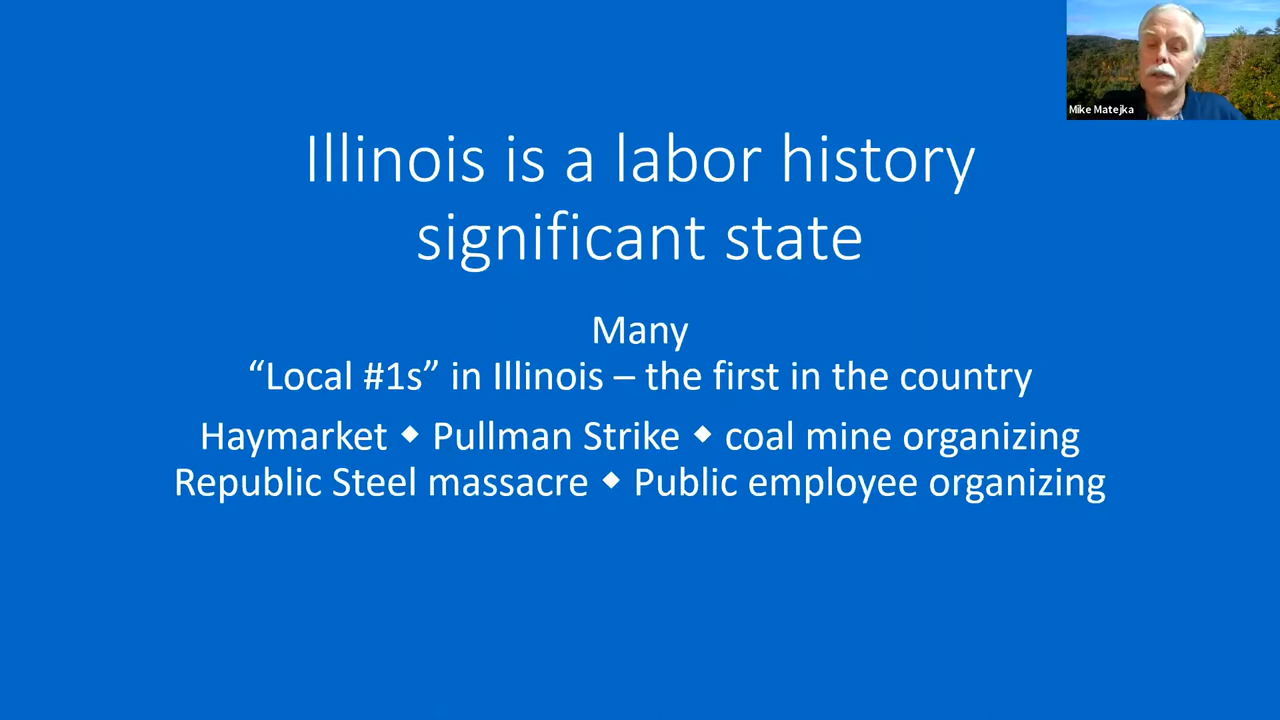 Mike Matejka
Illinois is a labor history
significant state
Many
“Local #1s” in Illinois – the first in the country
Haymarket ◆ Pullman Strike ◆ coal mine organizing
Republic Steel massacre ◆ Public employee organizing